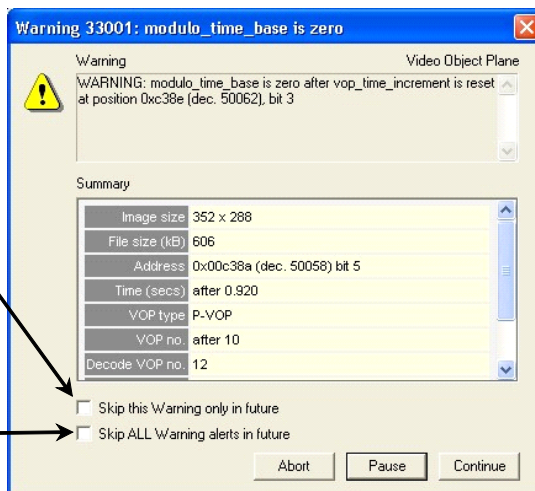 Warning 33001: modulo_time_base is zero
Warning Video Object Plane
WARNING: modulo_time_base is zero after vop_time_increment is reset
at position 0xc38e (dec. 50062), bit 3
Summary
Image size 352 x 288
File size (kB) 606
Address 0x00c38a (dec. 50058) bit 5
Time (secs) after 0.920
VOP type P-VOP
VOP no. after 10
Decode VOP no. 12
Skip this Warning only in future
Skip ALL Warning alerts in future
Abort Pause Continue